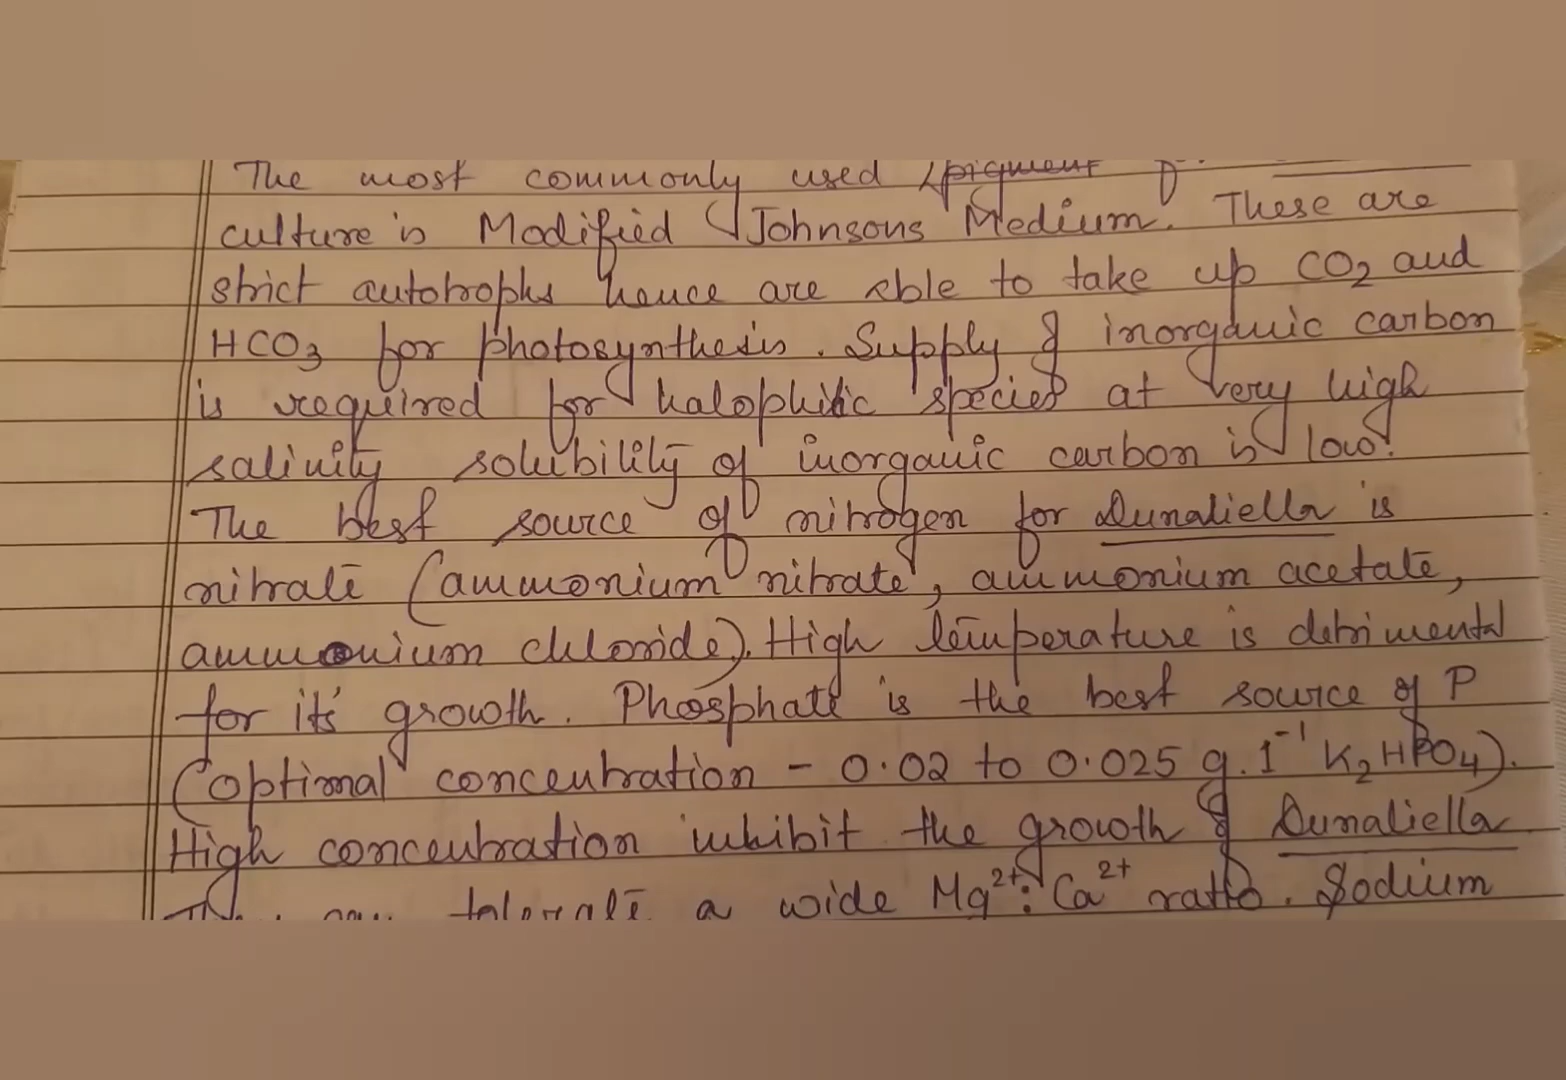 The most commonly used pigment
culture is Modified Johnsons Medium. These are
strict autotrophs hence are able to take up CO2 and
HCO3 for photosynthesis. Supply of inorganic carbon
is required for halophilic species at very high
salinity solubility of inorganic carbon is low.
The best source of nitrogen for Dunaliella is
nitrate (ammonium nitrate, ammonium acetate,
ammonium chloride). High temperature is detrimental
for it's growth. Phosphate is the best source of P
(optimal concentration - 0.02 to 0.025 g. 1⁻¹ K2HPO4).
High concentration inhibit the growth of Dunaliella
tolerate a wide Mg²⁺: Ca²⁺ ratio. Sodium